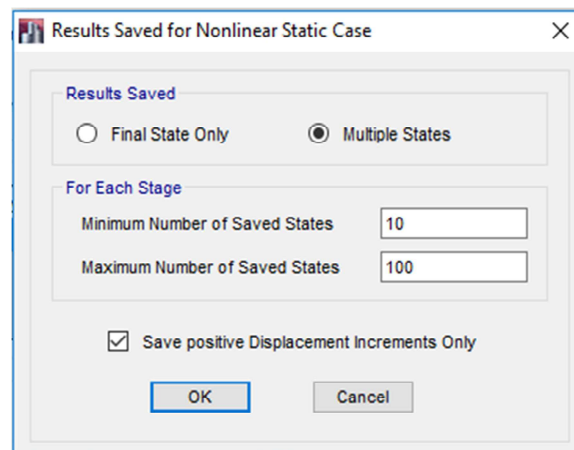 Results Saved for Nonlinear Static Case
Results Saved
Final State Only Multiple States
For Each Stage
Minimum Number of Saved States 10
Maximum Number of Saved States 100
Save positive Displacement Increments Only
OK Cancel